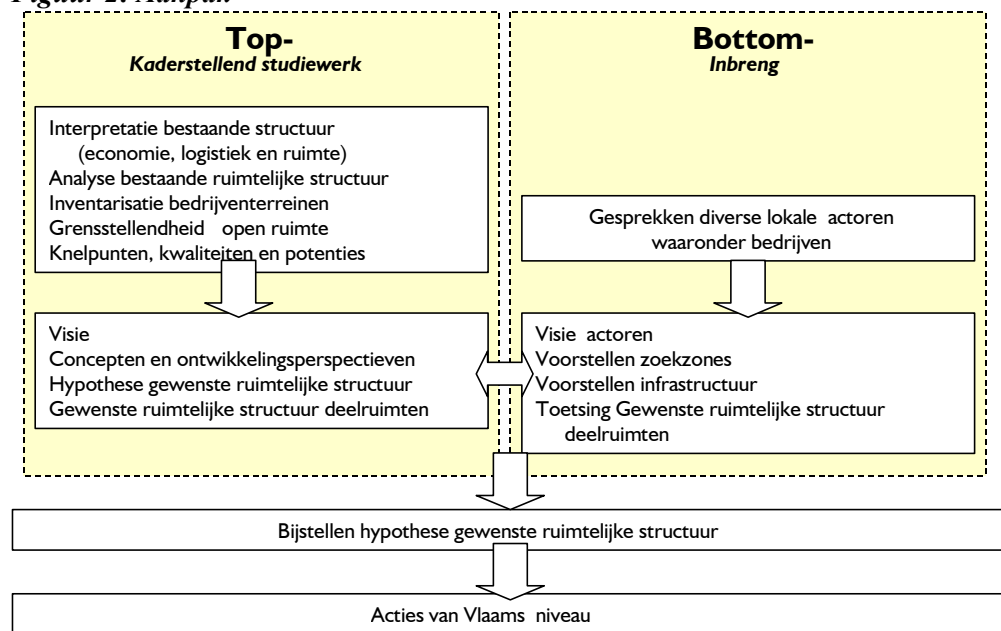 Figuur 2: Aanpak
Top-
Kaderstellend studiewerk
Interpretatie bestaande structuur
(economie, logistiek en ruimte)
Analyse bestaande ruimtelijke structuur
Inventarisatie bedrijventerreinen
Grensstellendheid open ruimte
Knelpunten, kwaliteiten en potenties
Visie
Concepten en ontwikkelingsperspectieven
Hypothese gewenste ruimtelijke structuur
Gewenste ruimtelijke structuur deelruimten
Bottom-
Inbreng
Gesprekken diverse lokale actoren
waaronder bedrijven
Visie actoren
Voorstellen zoekzones
Voorstellen infrastructuur
Toetsing Gewenste ruimtelijke structuur
deelruimten
Bijstellen hypothese gewenste ruimtelijke structuur
Acties van Vlaams niveau